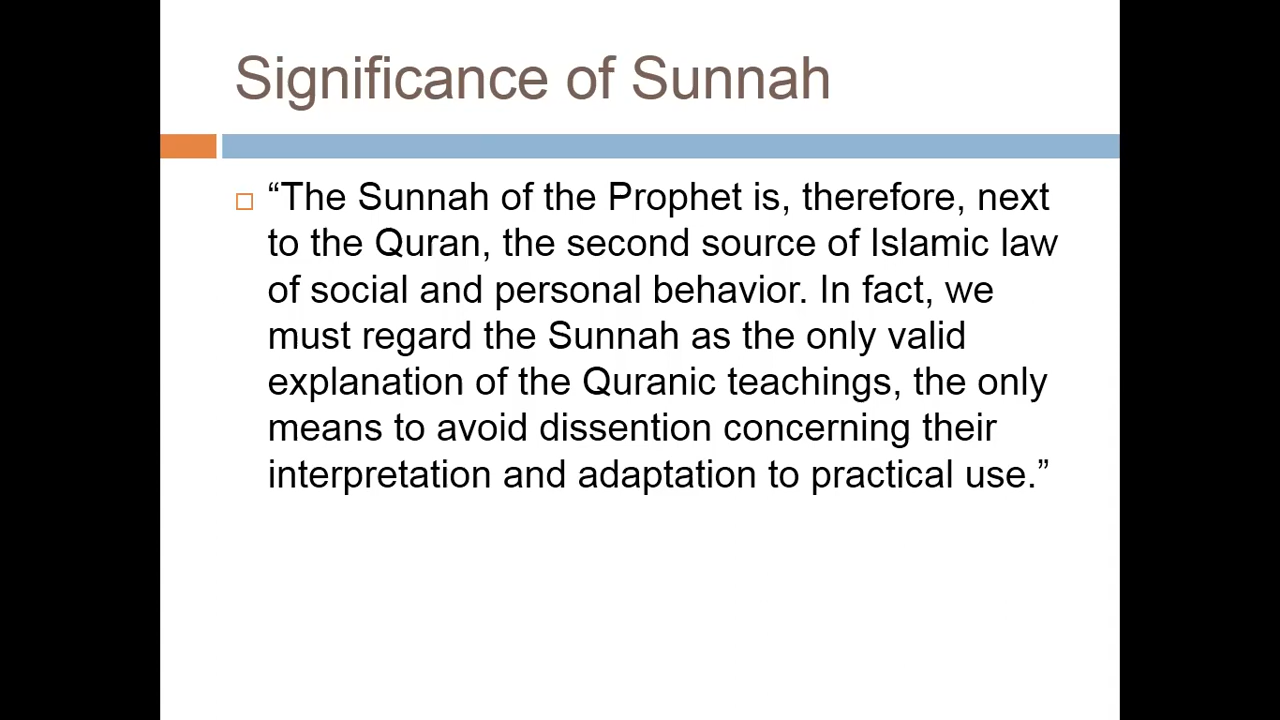 Significance of Sunnah
“The Sunnah of the Prophet is, therefore, next
to the Quran, the second source of Islamic law
of social and personal behavior. In fact, we
must regard the Sunnah as the only valid
explanation of the Quranic teachings, the only
means to avoid dissention concerning their
interpretation and adaptation to practical use.”